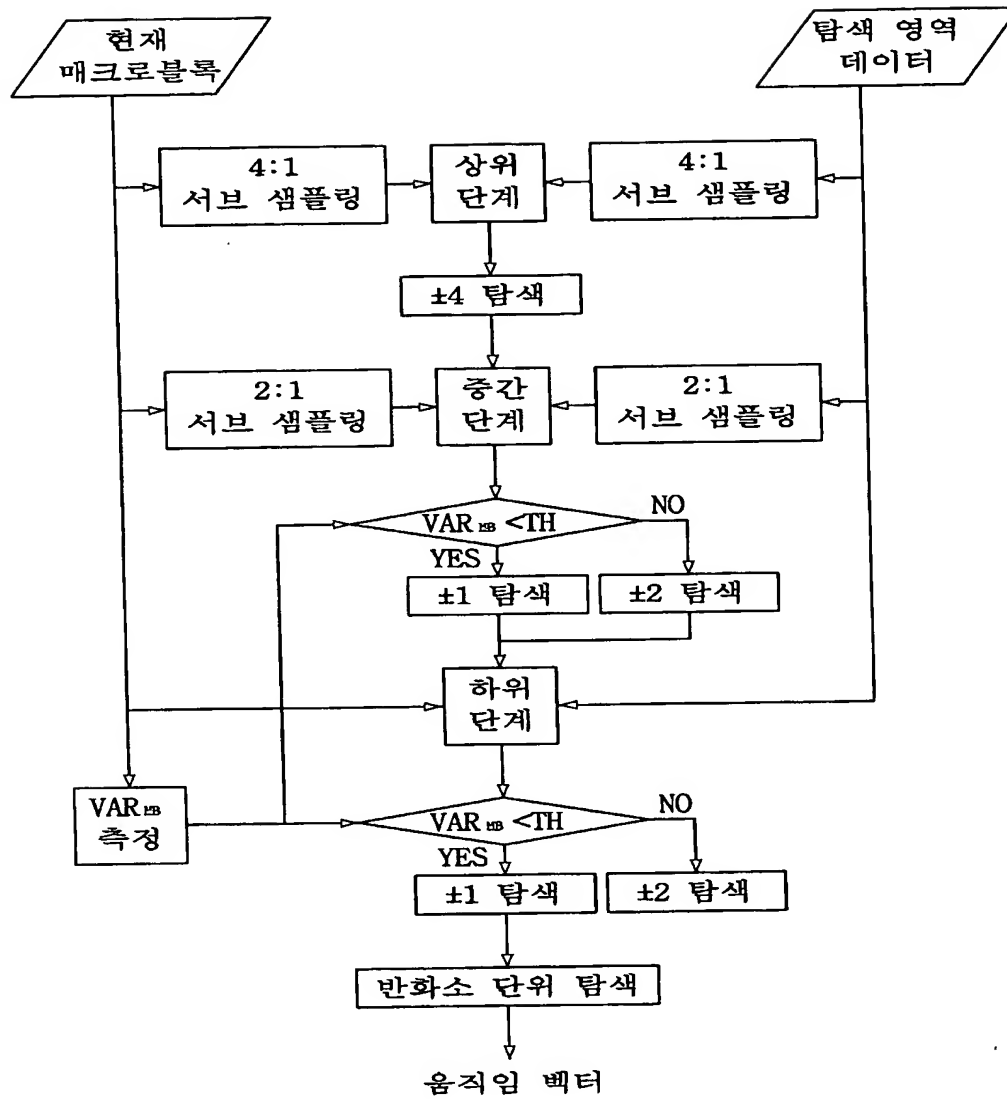 현재
매크로블록
탐색 영역
데이터
4:1
서브 샘플링
상위
단계
4:1
서브 샘플링
±4 탐색
2:1
서브 샘플링
중간
단계
2:1
서브 샘플링
VAR MB <TH
NO
YES
±1 탐색
±2 탐색
하위
단계
VAR MB
측정
VAR MB <TH
NO
YES
±1 탐색
±2 탐색
반화소 단위 탐색
움직임 벡터